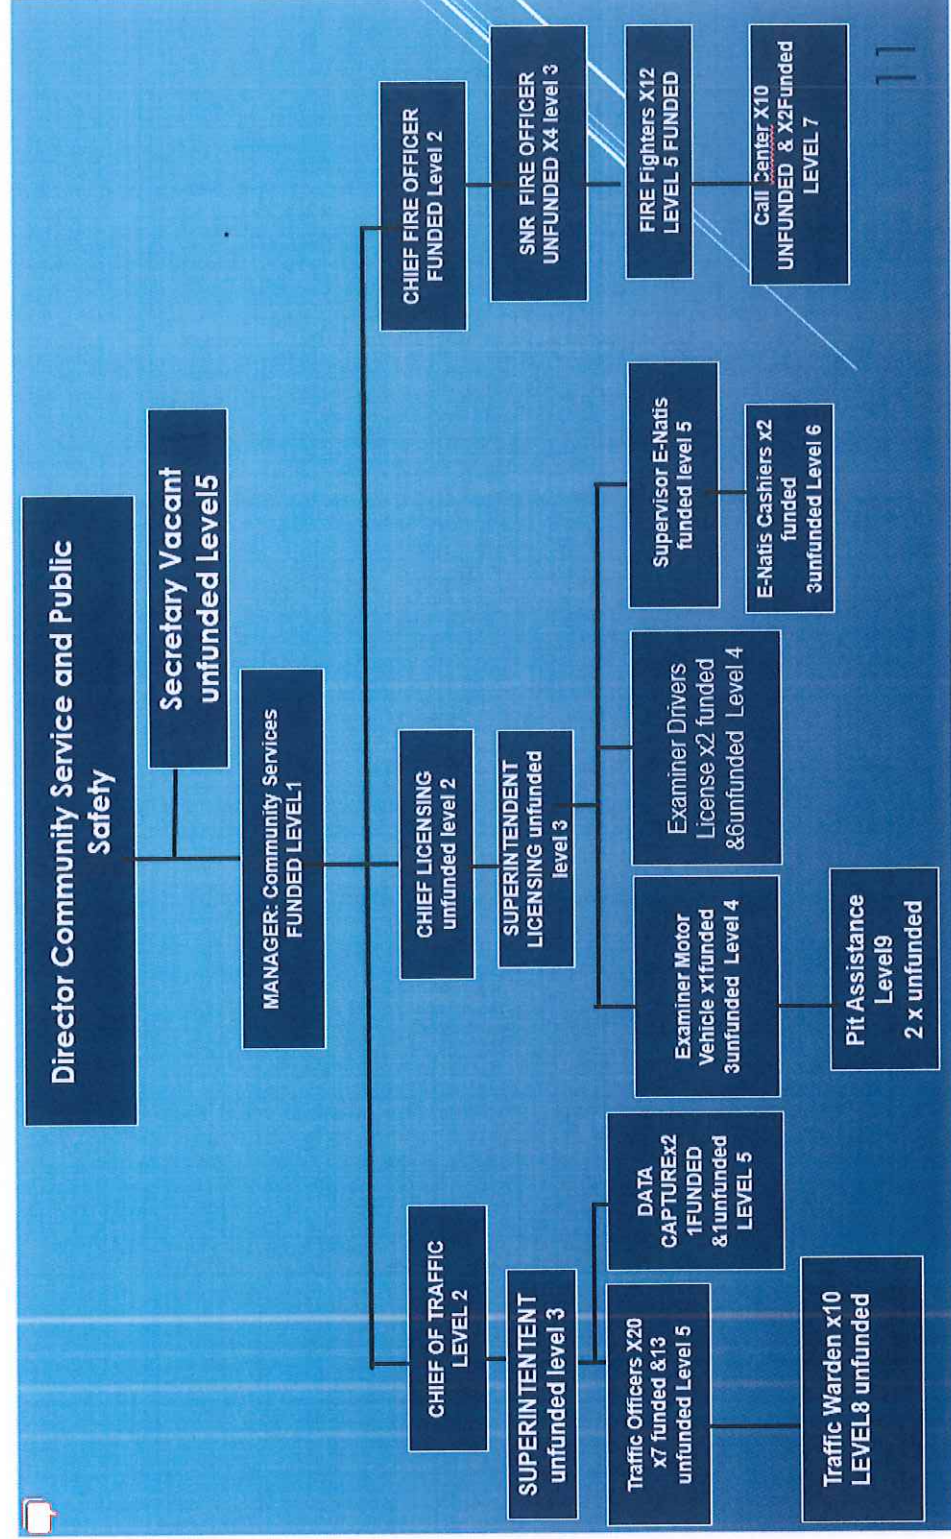 Director Community Service and Public
Safety
Secretary Vacant
unfunded Level5
MANAGER: Community Services
FUNDED LEVEL1
CHIEF OF TRAFFIC
LEVEL 2
SUPERINTENTENT
unfunded level 3
Traffic Officers X20
x7 funded &13
unfunded Level 5
Traffic Warden x10
LEVEL8 unfunded
DATA
CAPTUREx2
1FUNDED
&1unfunded
LEVEL 5
CHIEF LICENSING
unfunded level 2
SUPERINTENDENT
LICENSING unfunded
level 3
Examiner Motor
Vehicle x1funded
3unfunded Level 4
Pit Assistance
Level9
2 x unfunded
Examiner Drivers
License x2 funded
&6unfunded Level 4
Supervisor E-Natis
funded level 5
E-Natis Cashiers x2
funded
3unfunded Level 6
CHIEF FIRE OFFICER
FUNDED Level 2
SNR FIRE OFFICER
UNFUNDED X4 level 3
FIRE Fighters X12
LEVEL 5 FUNDED
Call Center X10
UNFUNDED & X2Funded
LEVEL 7
11